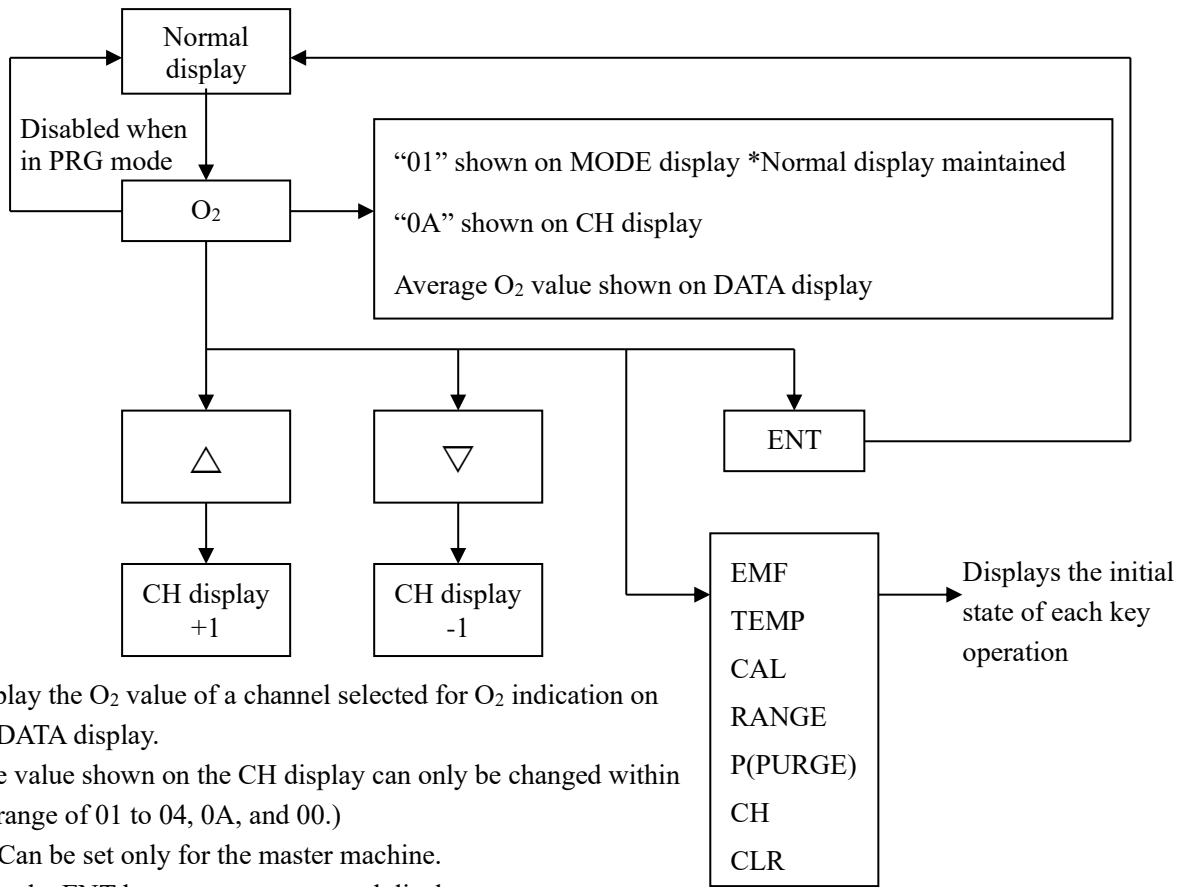 Normal
display
Disabled when
in PRG mode
O₂
“01” shown on MODE display *Normal display maintained
“0A” shown on CH display
Average O₂ value shown on DATA display
△
▽
ENT
CH display
+1
CH display
-1
EMF
TEMP
CAL
RANGE
P(PURGE)
CH
CLR
Displays the initial
state of each key
operation
play the O₂ value of a channel selected for O₂ indication on
DATA display.
e value shown on the CH display can only be changed within
range of 01 to 04, 0A, and 00.)
Can be set only for the master machine.